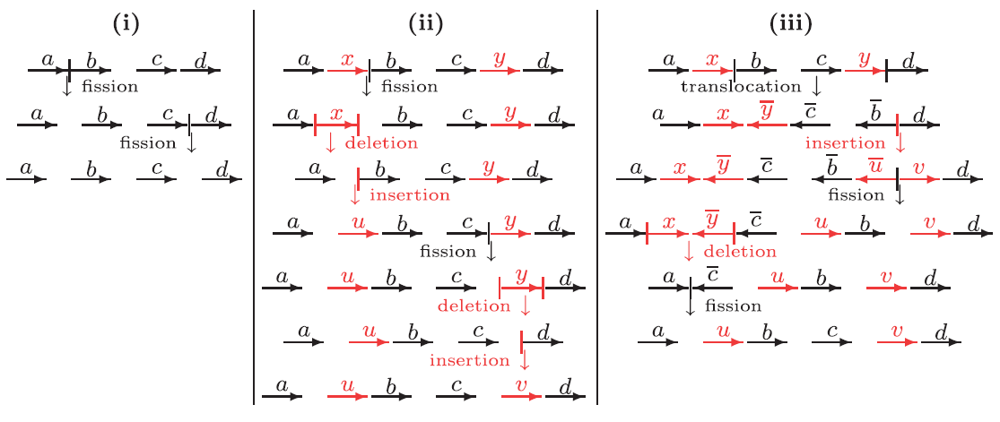 (i)
a b c d
fission
a b c d
fission
a b c d
(ii)
a x b c y d
fission
a x b c y d
deletion
a b c y d
insertion
a u b c y d
fission
a u b c y d
deletion
a u b c d
insertion
a u b c v d
(iii)
a x b c y d
translocation
a x y̅ c̅ b̅ d
insertion
a x y̅ c̅ b̅ u̅ v d
fission
a x y̅ c̅ u b v d
deletion
a c̅ u b v d
fission
a u b c v d